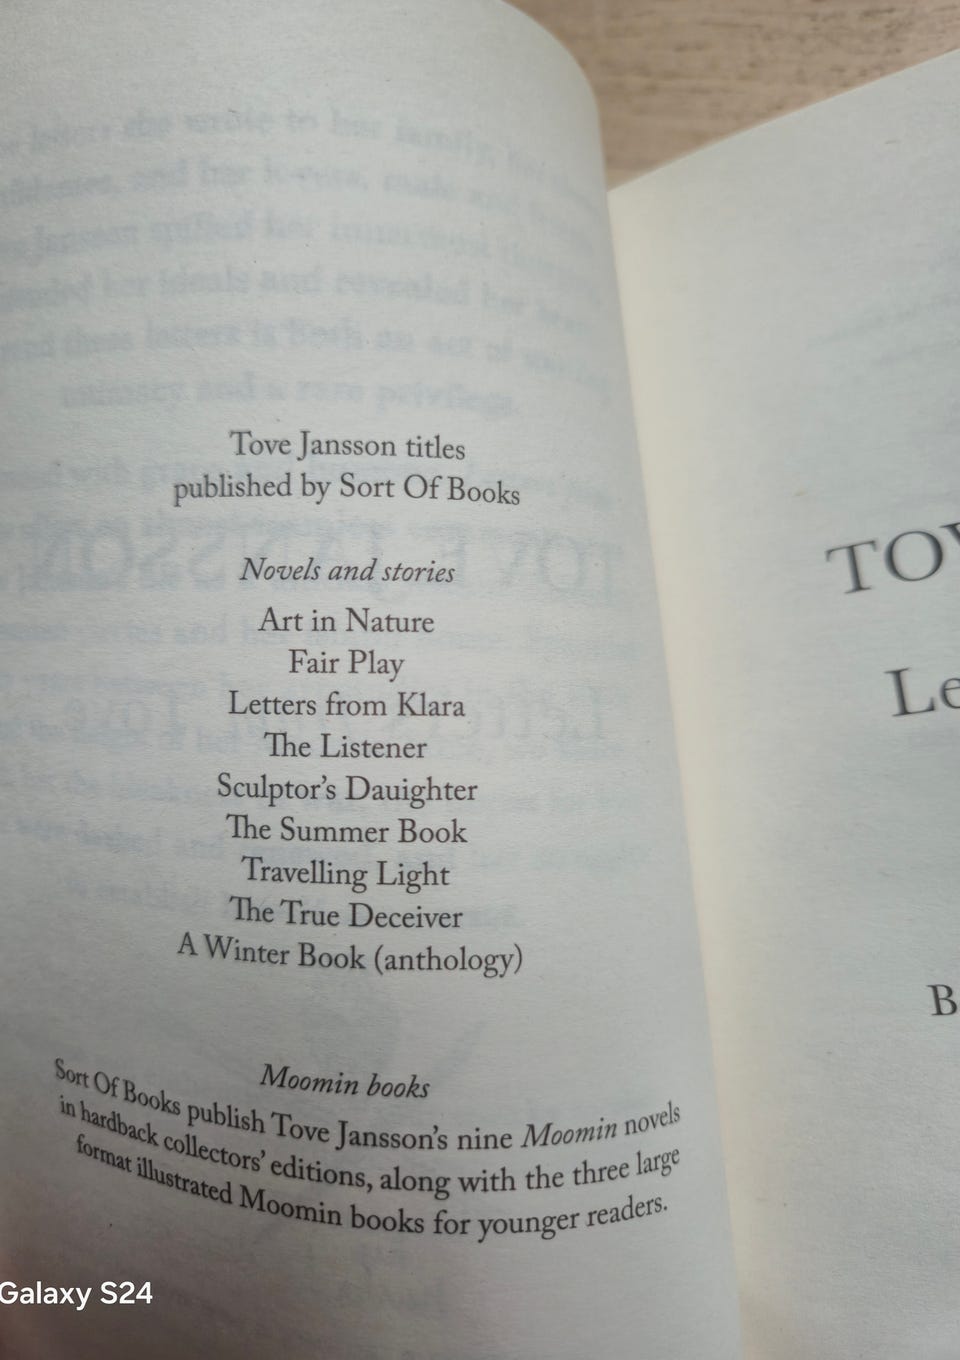 Tove Jansson titles
published by Sort Of Books
Novels and stories
Art in Nature
Fair Play
Letters from Klara
The Listener
Sculptor's Dauighter
The Summer Book
Travelling Light
The True Deceiver
A Winter Book (anthology)
Moomin books
Sort Of Books publish Tove Jansson's nine Moomin novels
in hardback collectors' editions, along with the three large
format illustrated Moomin books for younger readers.
TOV
Le
B
Galaxy S24